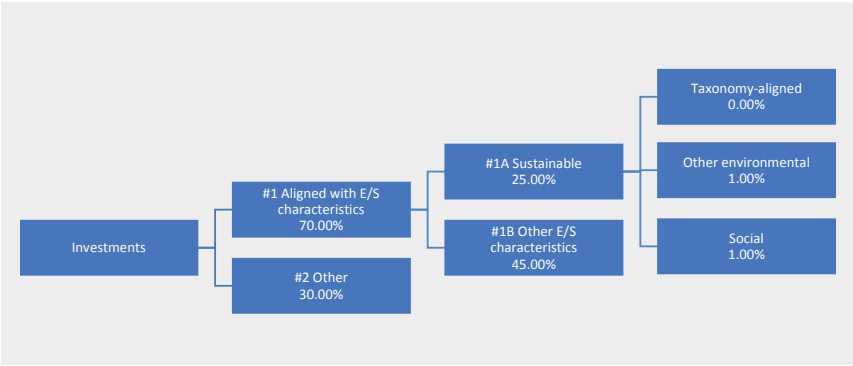 Investments
#1 Aligned with E/S
characteristics
70.00%
#2 Other
30.00%
#1A Sustainable
25.00%
#1B Other E/S
characteristics
45.00%
Taxonomy-aligned
0.00%
Other environmental
1.00%
Social
1.00%